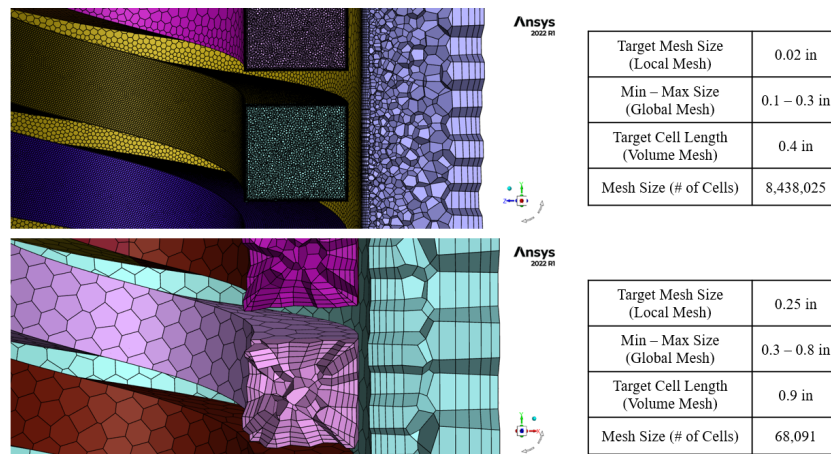 Ansys
2022 R1
Target Mesh Size
(Local Mesh)
0.02 in
Min – Max Size
(Global Mesh)
0.1 – 0.3 in
Target Cell Length
(Volume Mesh)
0.4 in
Mesh Size (# of Cells)
8,438,025
Y
Z
Ansys
2022 R1
Target Mesh Size
(Local Mesh)
0.25 in
Min – Max Size
(Global Mesh)
0.3 – 0.8 in
Target Cell Length
(Volume Mesh)
0.9 in
Mesh Size (# of Cells)
68,091
Y
X